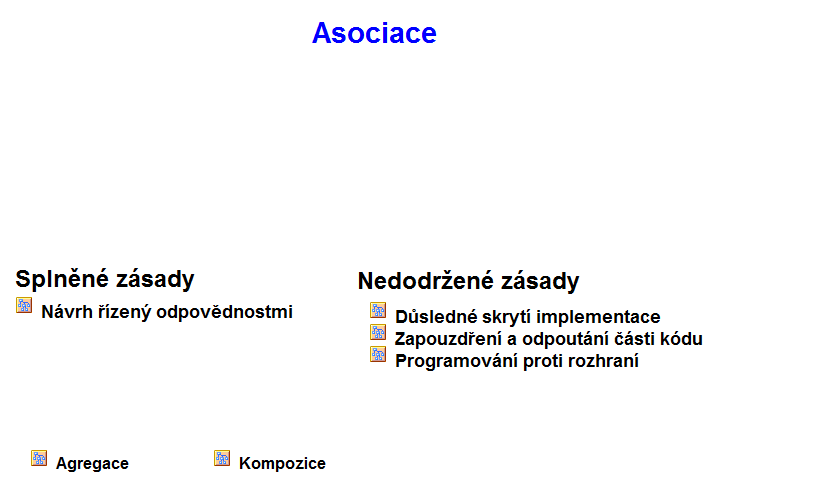 Asociace
Splněné zásady
Návrh řízený odpovědnostmi
Nedodržené zásady
Důsledné skrytí implementace
Zapouzdření a odpoutání části kódu
Programování proti rozhraní
Agregace
Kompozice